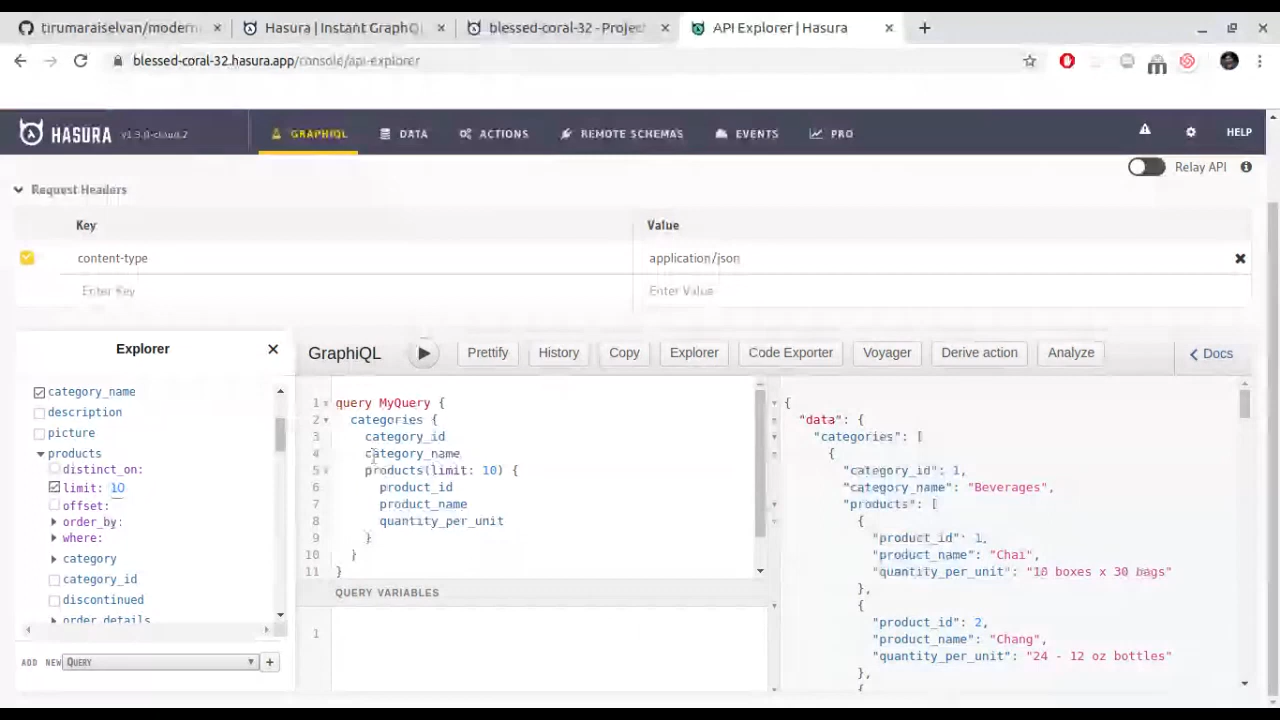 tirumaraiselvan/modern
Hasura | Instant GraphQ
blessed-coral-32 - Project
API Explorer | Hasura
blessed-coral-32.hasura.app/console/api-explorer
HASURA v1.3.0-cloud.2 GRAPHIQL DATA ACTIONS REMOTE SCHEMAS EVENTS PRO HELP
Relay API
Request Headers
Key Value
content-type application/json
Enter Key Enter Value
Explorer
category_name
description
picture
products
distinct_on:
limit: 10
offset:
order_by:
where:
category
category_id
discontinued
order_details
ADD NEW QUERY +
GraphiQL Prettify History Copy Explorer Code Exporter Voyager Derive action Analyze Docs
1 query MyQuery {
2 categories {
3 category_id
4 category_name
5 products(limit: 10) {
6 product_id
7 product_name
8 quantity_per_unit
9 }
10 }
11 }
QUERY VARIABLES
1
{
"data": {
"categories": [
{
"category_id": 1,
"category_name": "Beverages",
"products": [
{
"product_id": 1,
"product_name": "Chai",
"quantity_per_unit": "10 boxes x 30 bags"
},
{
"product_id": 2,
"product_name": "Chang",
"quantity_per_unit": "24 - 12 oz bottles"
},
{